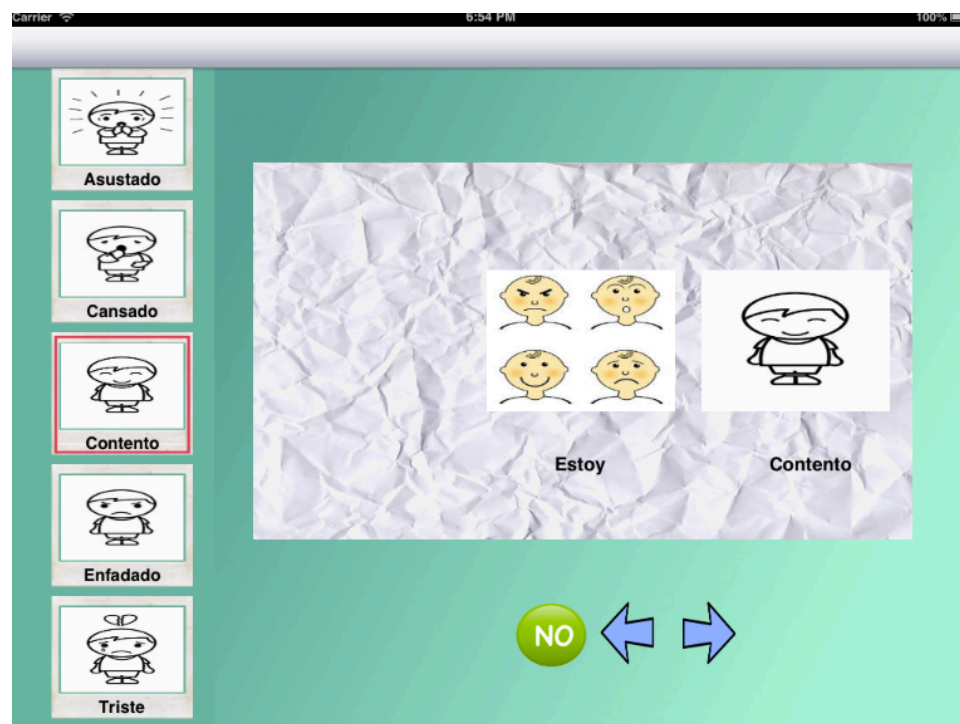 Carrier 6:54 PM 100%
Asustado
Cansado
Contento
Enfadado
Triste
Estoy Contento
NO